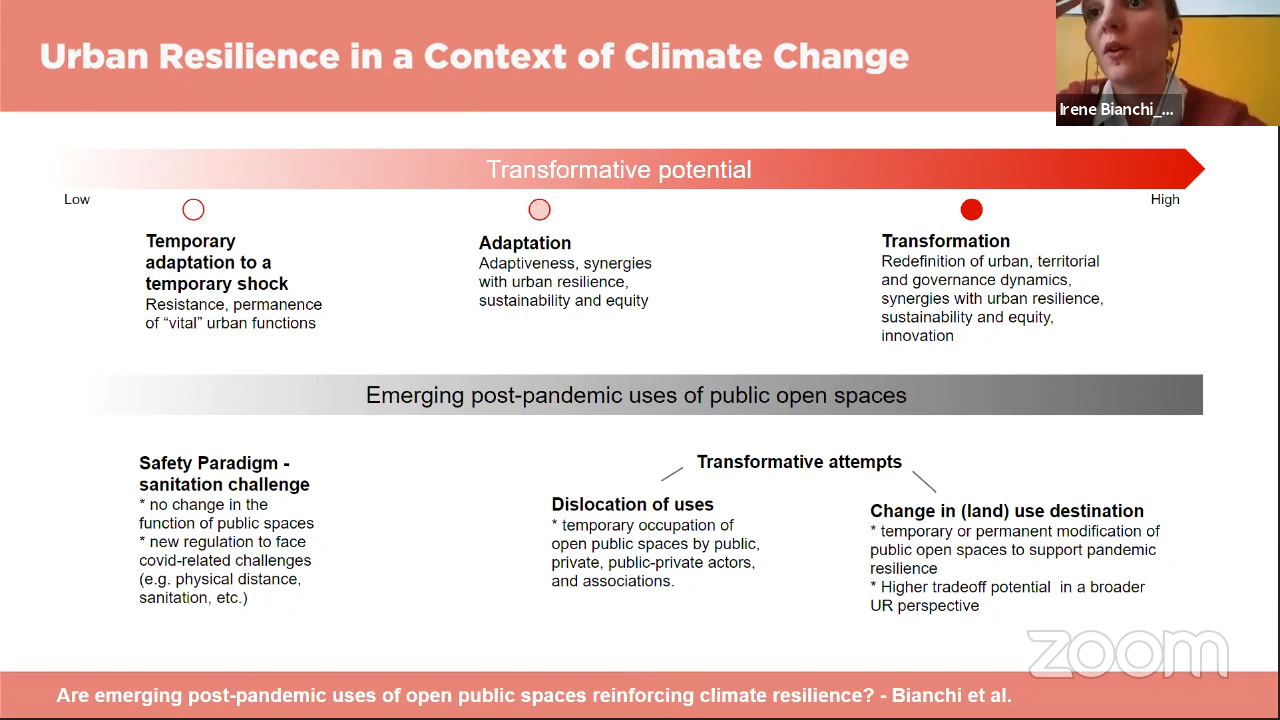 Urban Resilience in a Context of Climate Change
Irene Bianchi_...
Transformative potential
Low
High
Temporary
adaptation to a
temporary shock
Resistance, permanence
of “vital” urban functions
Adaptation
Adaptiveness, synergies
with urban resilience,
sustainability and equity
Transformation
Redefinition of urban, territorial
and governance dynamics,
synergies with urban resilience,
sustainability and equity,
innovation
Emerging post-pandemic uses of public open spaces
Safety Paradigm -
sanitation challenge
* no change in the
function of public spaces
* new regulation to face
covid-related challenges
(e.g. physical distance,
sanitation, etc.)
Transformative attempts
Dislocation of uses
* temporary occupation of
open public spaces by public,
private, public-private actors,
and associations.
Change in (land) use destination
* temporary or permanent modification of
public open spaces to support pandemic
resilience
* Higher tradeoff potential in a broader
UR perspective
zoom
Are emerging post-pandemic uses of open public spaces reinforcing climate resilience? - Bianchi et al.